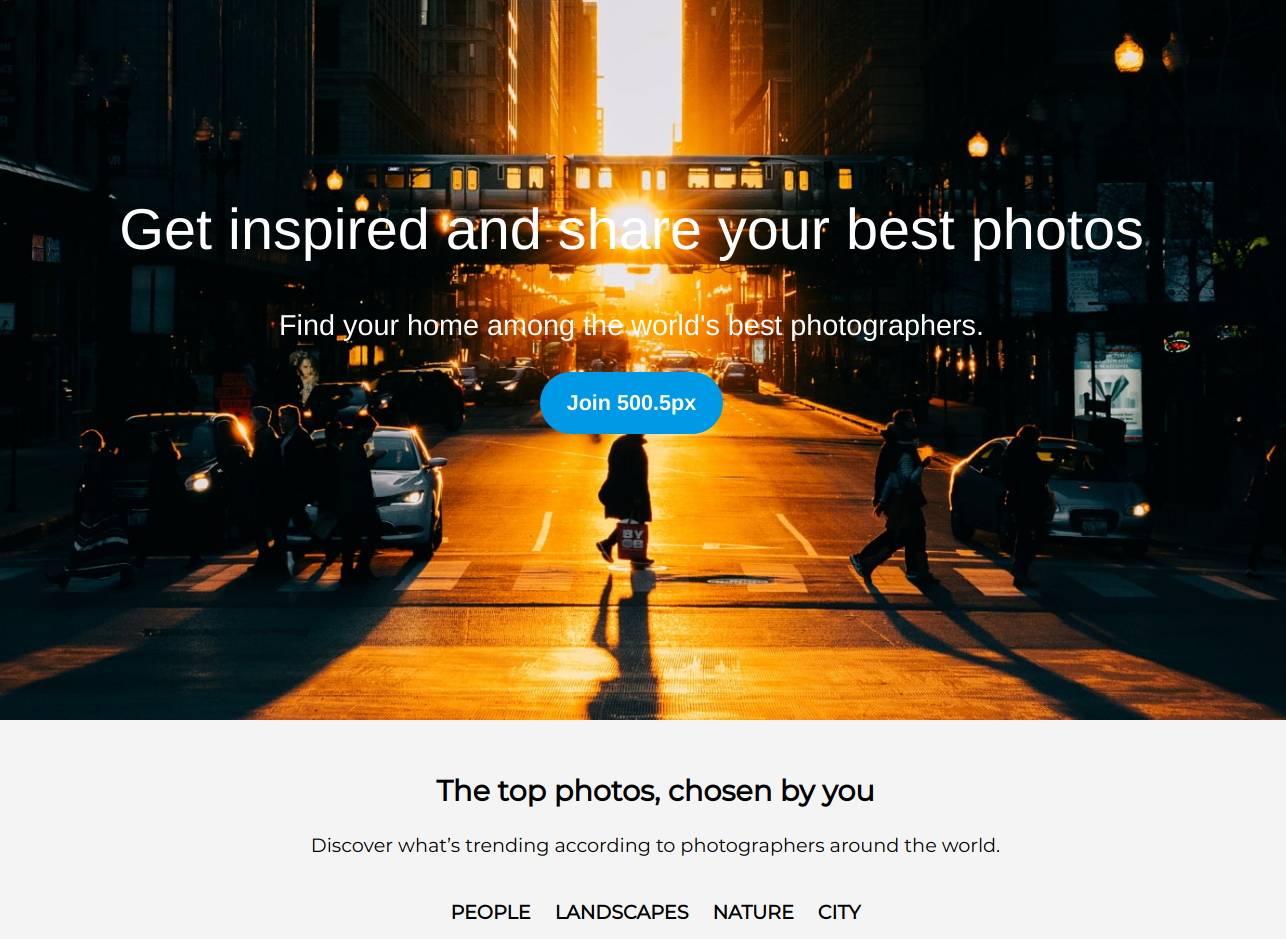 Get inspired and share your best photos
Find your home among the world's best photographers.
Join 500.5px
BY
OB
The top photos, chosen by you
Discover what’s trending according to photographers around the world.
PEOPLE LANDSCAPES NATURE CITY